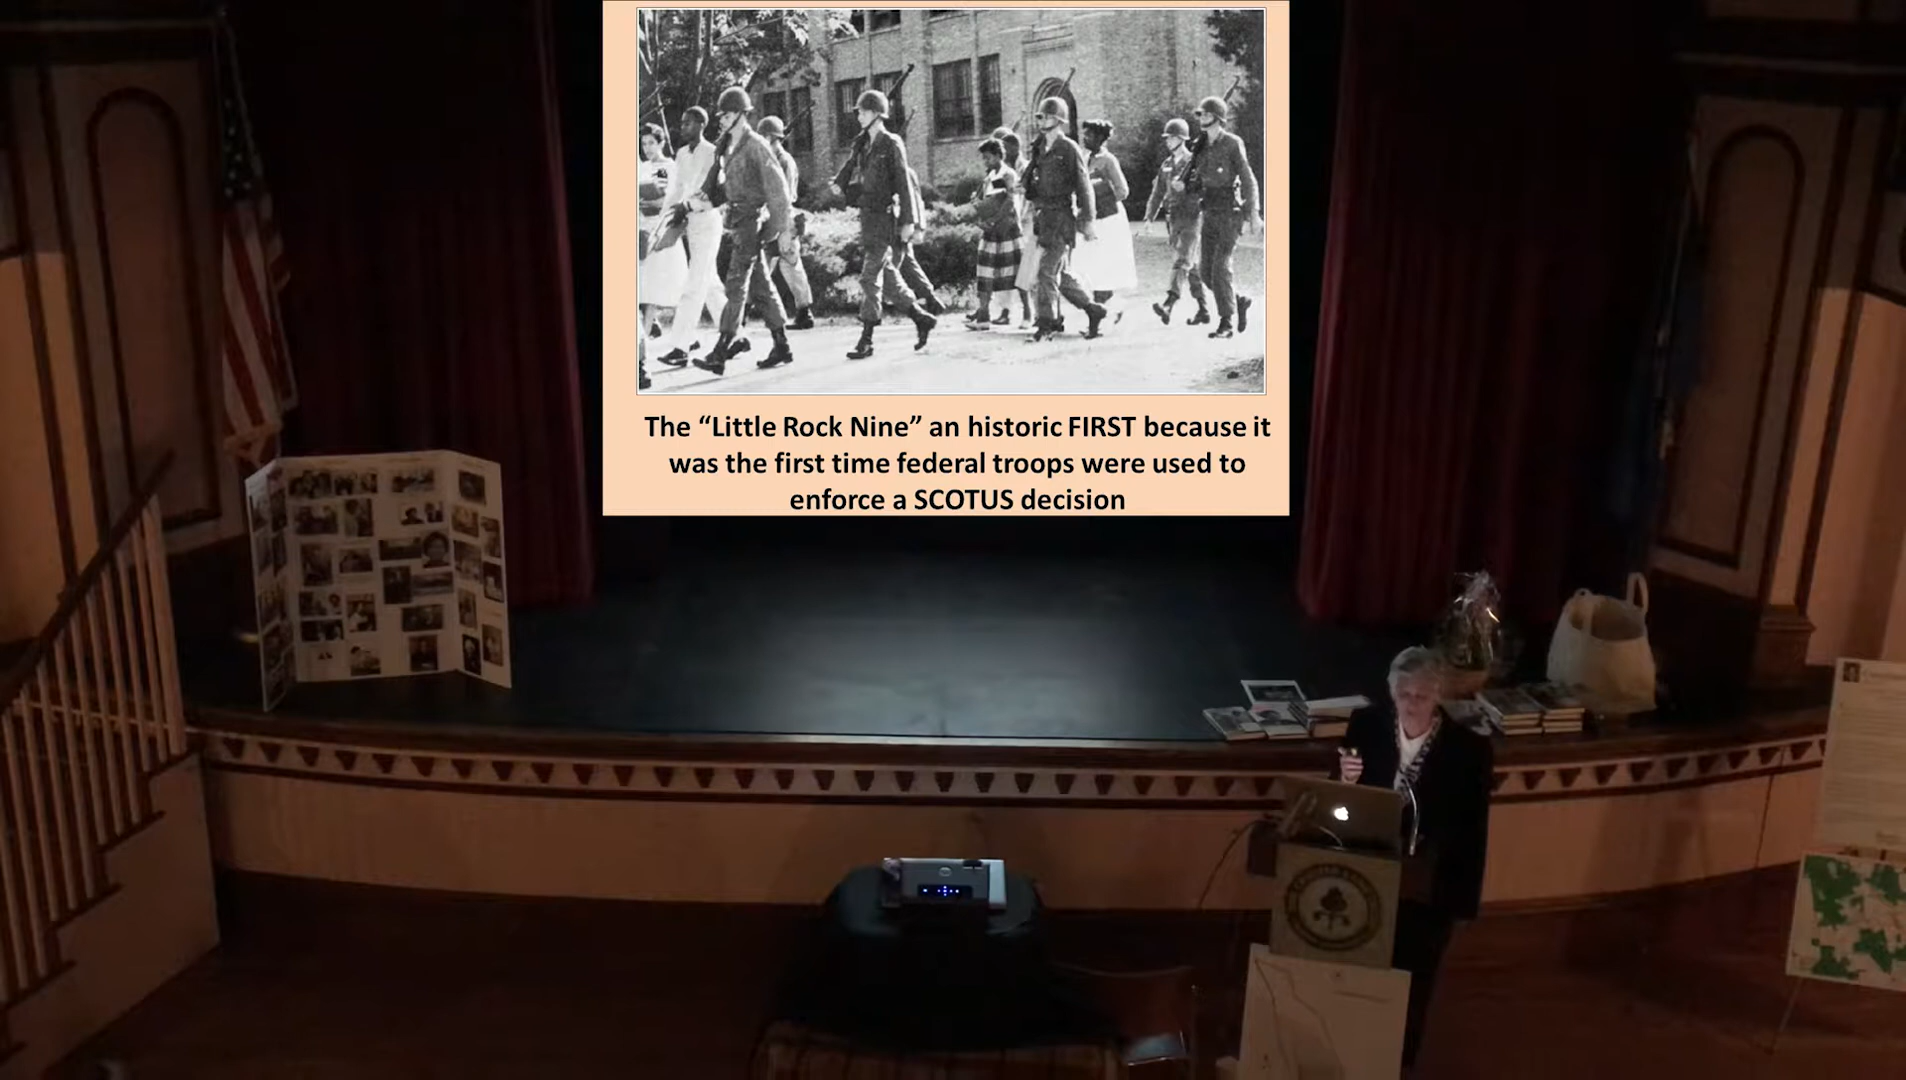 The “Little Rock Nine” an historic FIRST because it
was the first time federal troops were used to
enforce a SCOTUS decision